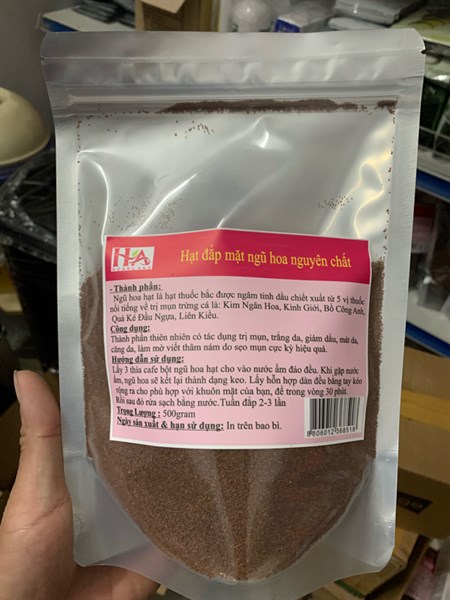 HA
Hạt đắp mặt ngũ hoa nguyên chất
- Thành phần:
Ngũ hoa hạt là hạt thuốc bắc được ngâm tinh dầu chiết xuất từ 5 vị thuốc
nổi tiếng về trị mụn trứng cá là: Kim Ngân Hoa, Kinh Giới, Bồ Công Anh,
Quả Ké Đầu Ngựa, Liên Kiều.
Công dụng:
Thành phần thiên nhiên có tác dụng trị mụn, trắng da, giảm dầu, mát da,
căng da, làm mờ viết thâm nám do sẹo mụn cực kỳ hiệu quả.
Hướng dẫn sử dụng:
Lấy 3 thìa cafe bột ngũ hoa hạt cho vào nước ấm đảo đều. Khi gặp nước
ấm, ngũ hoa sẽ kết lại thành dạng keo. Lấy hỗn hợp dàn đều bằng tay kéo
rộng ra cho phù hợp với khuôn mặt của bạn, để trong vòng 30 phút.
Rồi sau đó rửa sạch bằng nước.Tuần đắp 2-3 lần
Trọng Lượng : 500gram
Ngày sản xuất & hạn sử dụng: In trên bao bì.